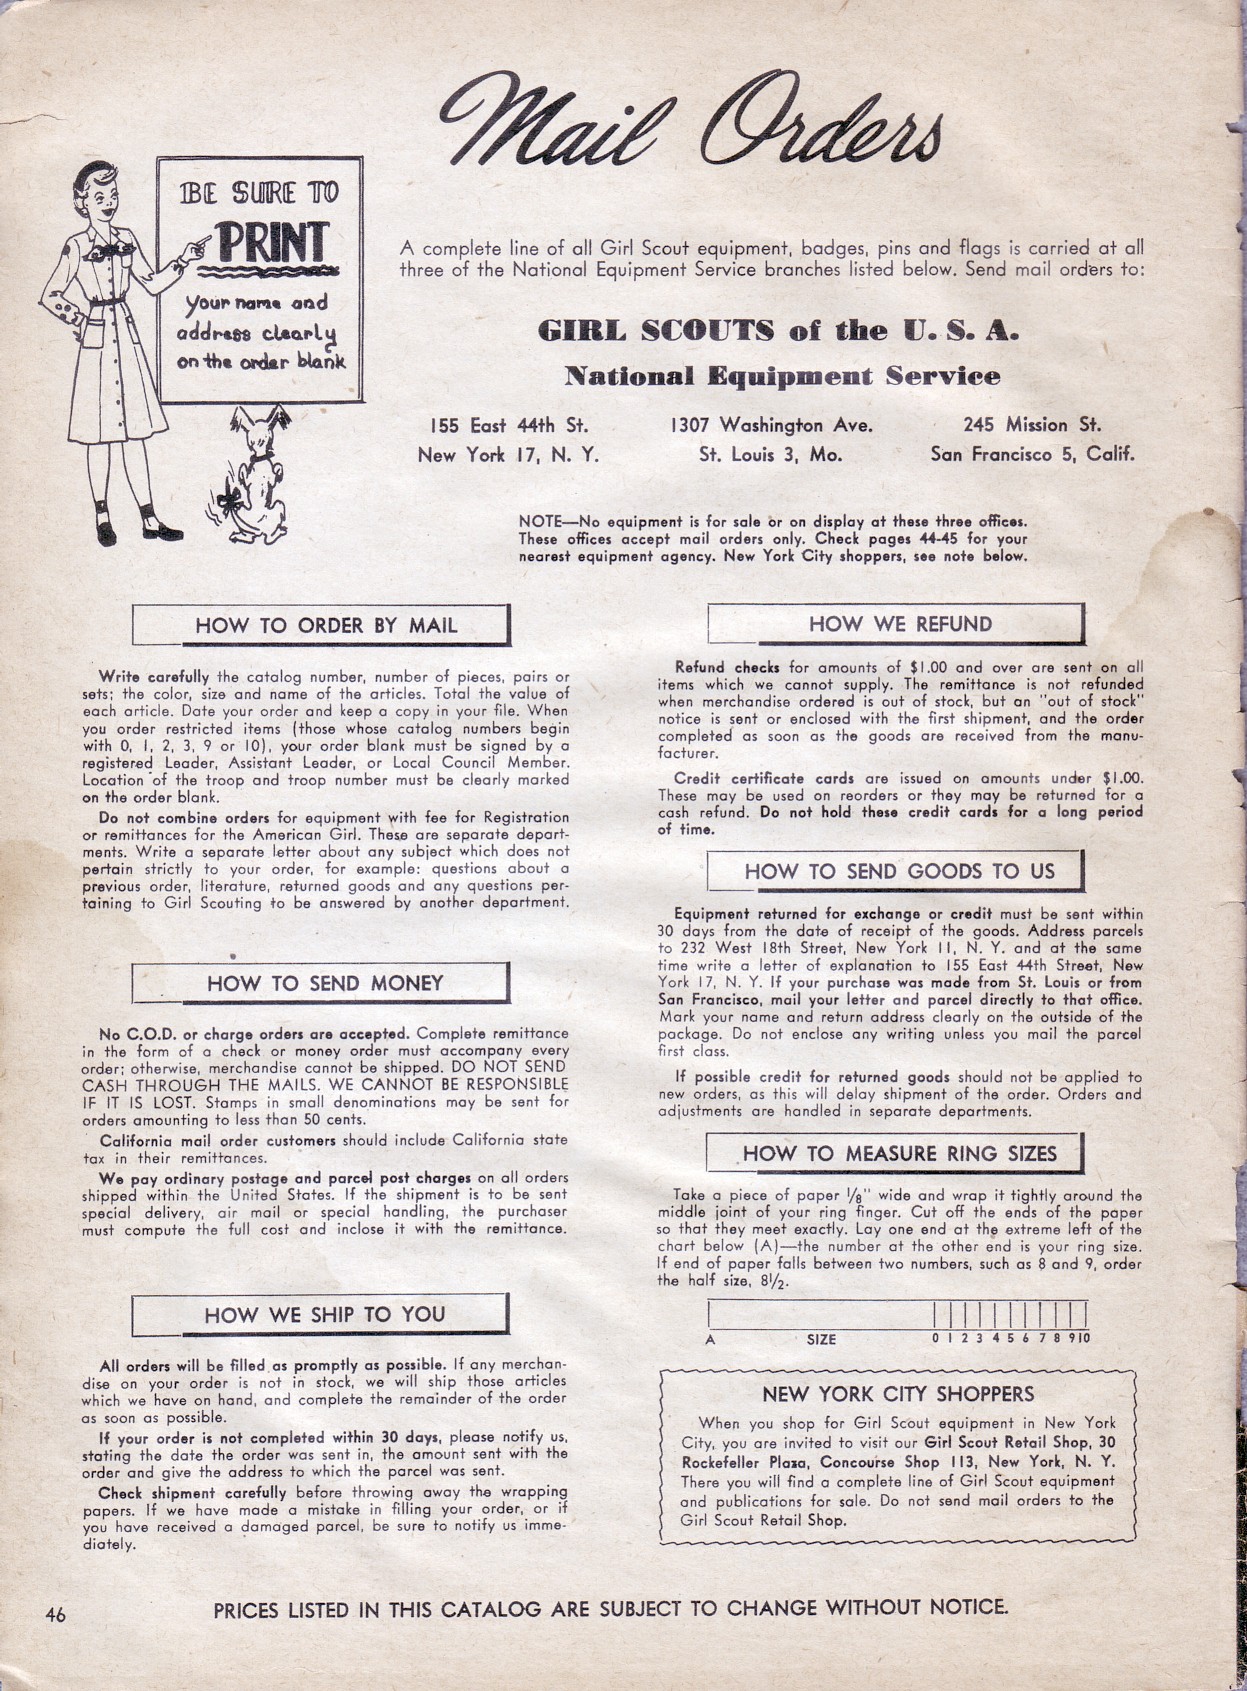 Mail Orders
BE SURE TO
PRINT
your name and
address clearly
on the order blank
A complete line of all Girl Scout equipment, badges, pins and flags is carried at all
three of the National Equipment Service branches listed below. Send mail orders to:
GIRL SCOUTS of the U. S. A.
National Equipment Service
155 East 44th St.
New York 17, N. Y.
1307 Washington Ave.
St. Louis 3, Mo.
245 Mission St.
San Francisco 5, Calif.
NOTE—No equipment is for sale or on display at these three offices.
These offices accept mail orders only. Check pages 44-45 for your
nearest equipment agency. New York City shoppers, see note below.
HOW TO ORDER BY MAIL
Write carefully the catalog number, number of pieces, pairs or
sets; the color, size and name of the articles. Total the value of
each article. Date your order and keep a copy in your file. When
you order restricted items (those whose catalog numbers begin
with 0, 1, 2, 3, 9 or 10), your order blank must be signed by a
registered Leader, Assistant Leader, or Local Council Member.
Location of the troop and troop number must be clearly marked
on the order blank.
Do not combine orders for equipment with fee for Registration
or remittances for the American Girl. These are separate depart-
ments. Write a separate letter about any subject which does not
pertain strictly to your order, for example: questions about a
previous order, literature, returned goods and any questions per-
taining to Girl Scouting to be answered by another department.
HOW TO SEND MONEY
No C.O.D. or charge orders are accepted. Complete remittance
in the form of a check or money order must accompany every
order; otherwise, merchandise cannot be shipped. DO NOT SEND
CASH THROUGH THE MAILS. WE CANNOT BE RESPONSIBLE
IF IT IS LOST. Stamps in small denominations may be sent for
orders amounting to less than 50 cents.
California mail order customers should include California state
tax in their remittances.
We pay ordinary postage and parcel post charges on all orders
shipped within the United States. If the shipment is to be sent
special delivery, air mail or special handling, the purchaser
must compute the full cost and inclose it with the remittance.
HOW WE SHIP TO YOU
All orders will be filled as promptly as possible. If any merchan-
dise on your order is not in stock, we will ship those articles
which we have on hand, and complete the remainder of the order
as soon as possible.
If your order is not completed within 30 days, please notify us,
stating the date the order was sent in, the amount sent with the
order and give the address to which the parcel was sent.
Check shipment carefully before throwing away the wrapping
papers. If we have made a mistake in filling your order, or if
you have received a damaged parcel, be sure to notify us imme-
diately.
HOW WE REFUND
Refund checks for amounts of $1.00 and over are sent on all
items which we cannot supply. The remittance is not refunded
when merchandise ordered is out of stock, but an "out of stock"
notice is sent or enclosed with the first shipment, and the order
completed as soon as the goods are received from the manu-
facturer.
Credit certificate cards are issued on amounts under $1.00.
These may be used on reorders or they may be returned for a
cash refund. Do not hold these credit cards for a long period
of time.
HOW TO SEND GOODS TO US
Equipment returned for exchange or credit must be sent within
30 days from the date of receipt of the goods. Address parcels
to 232 West 18th Street, New York 11, N. Y. and at the same
time write a letter of explanation to 155 East 44th Street, New
York 17, N. Y. If your purchase was made from St. Louis or from
San Francisco, mail your letter and parcel directly to that office.
Mark your name and return address clearly on the outside of the
package. Do not enclose any writing unless you mail the parcel
first class.
If possible credit for returned goods should not be applied to
new orders, as this will delay shipment of the order. Orders and
adjustments are handled in separate departments.
HOW TO MEASURE RING SIZES
Take a piece of paper 1/8" wide and wrap it tightly around the
middle joint of your ring finger. Cut off the ends of the paper
so that they meet exactly. Lay one end at the extreme left of the
chart below (A)—the number at the other end is your ring size.
If end of paper falls between two numbers, such as 8 and 9, order
the half size, 8½.
A SIZE 0 1 2 3 4 5 6 7 8 9 10
NEW YORK CITY SHOPPERS
When you shop for Girl Scout equipment in New York
City, you are invited to visit our Girl Scout Retail Shop, 30
Rockefeller Plaza, Concourse Shop 113, New York, N. Y.
There you will find a complete line of Girl Scout equipment
and publications for sale. Do not send mail orders to the
Girl Scout Retail Shop.
46
PRICES LISTED IN THIS CATALOG ARE SUBJECT TO CHANGE WITHOUT NOTICE.